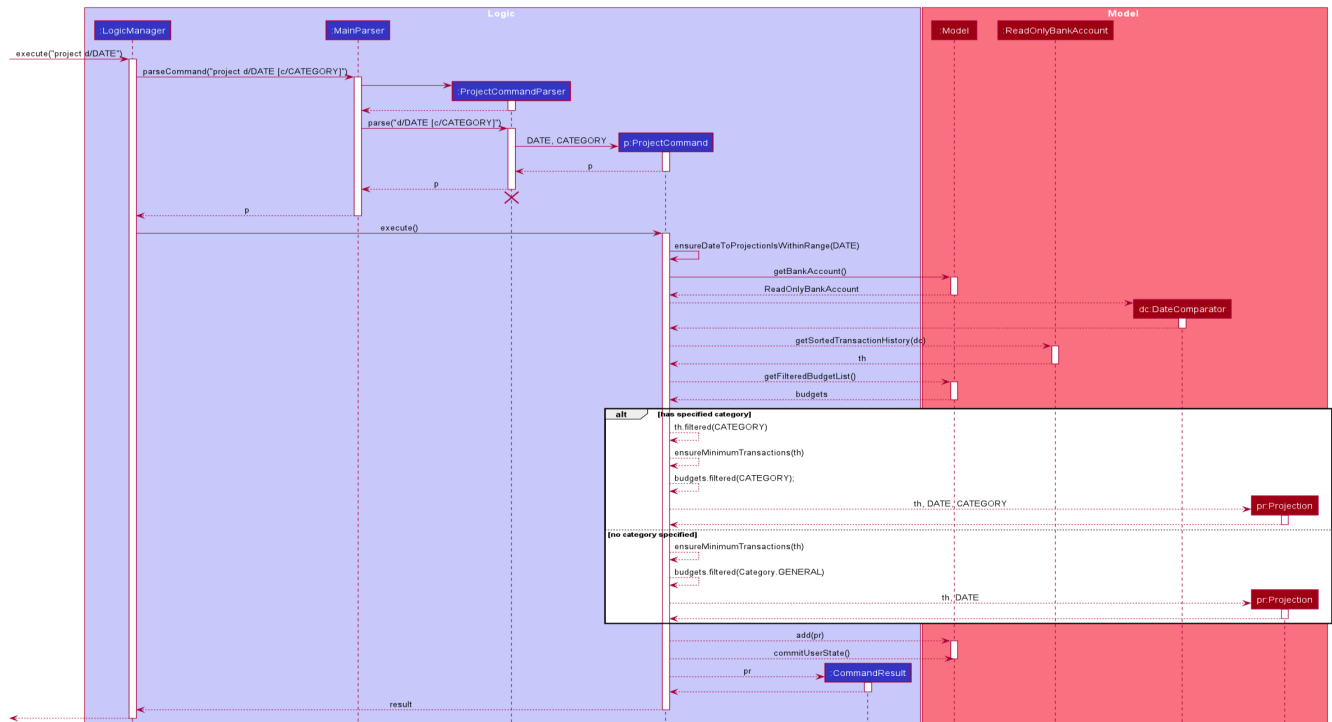 Logic
Model
:LogicManager
:MainParser
:Model
:ReadOnlyBankAccount
execute("project d/DATE")
parseCommand("project d/DATE [c/CATEGORY]")
:ProjectCommandParser
parse("d/DATE [c/CATEGORY]")
DATE, CATEGORY
p:ProjectCommand
p
p
p
execute()
ensureDateToProjectionIsWithinRange(DATE)
getBankAccount()
ReadOnlyBankAccount
dc:DateComparator
getSortedTransactionHistory(dc)
th
getFilteredBudgetList()
budgets
alt [has specified category]
th.filtered(CATEGORY)
ensureMinimumTransactions(th)
budgets.filtered(CATEGORY);
th, DATE, CATEGORY
pr:Projection
[no category specified]
ensureMinimumTransactions(th)
budgets.filtered(Category.GENERAL)
th, DATE
pr:Projection
add(pr)
commitUserState()
pr
:CommandResult
result